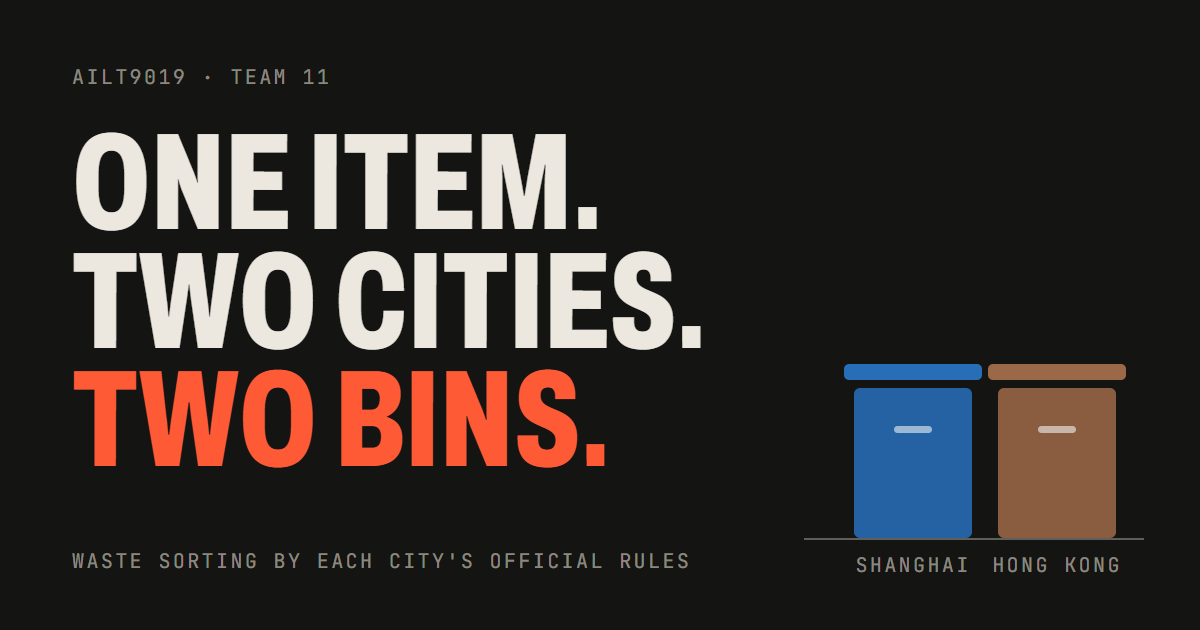 AILT9019 · TEAM 11
ONE ITEM.
TWO CITIES.
TWO BINS.
WASTE SORTING BY EACH CITY'S OFFICIAL RULES
SHANGHAI HONG KONG